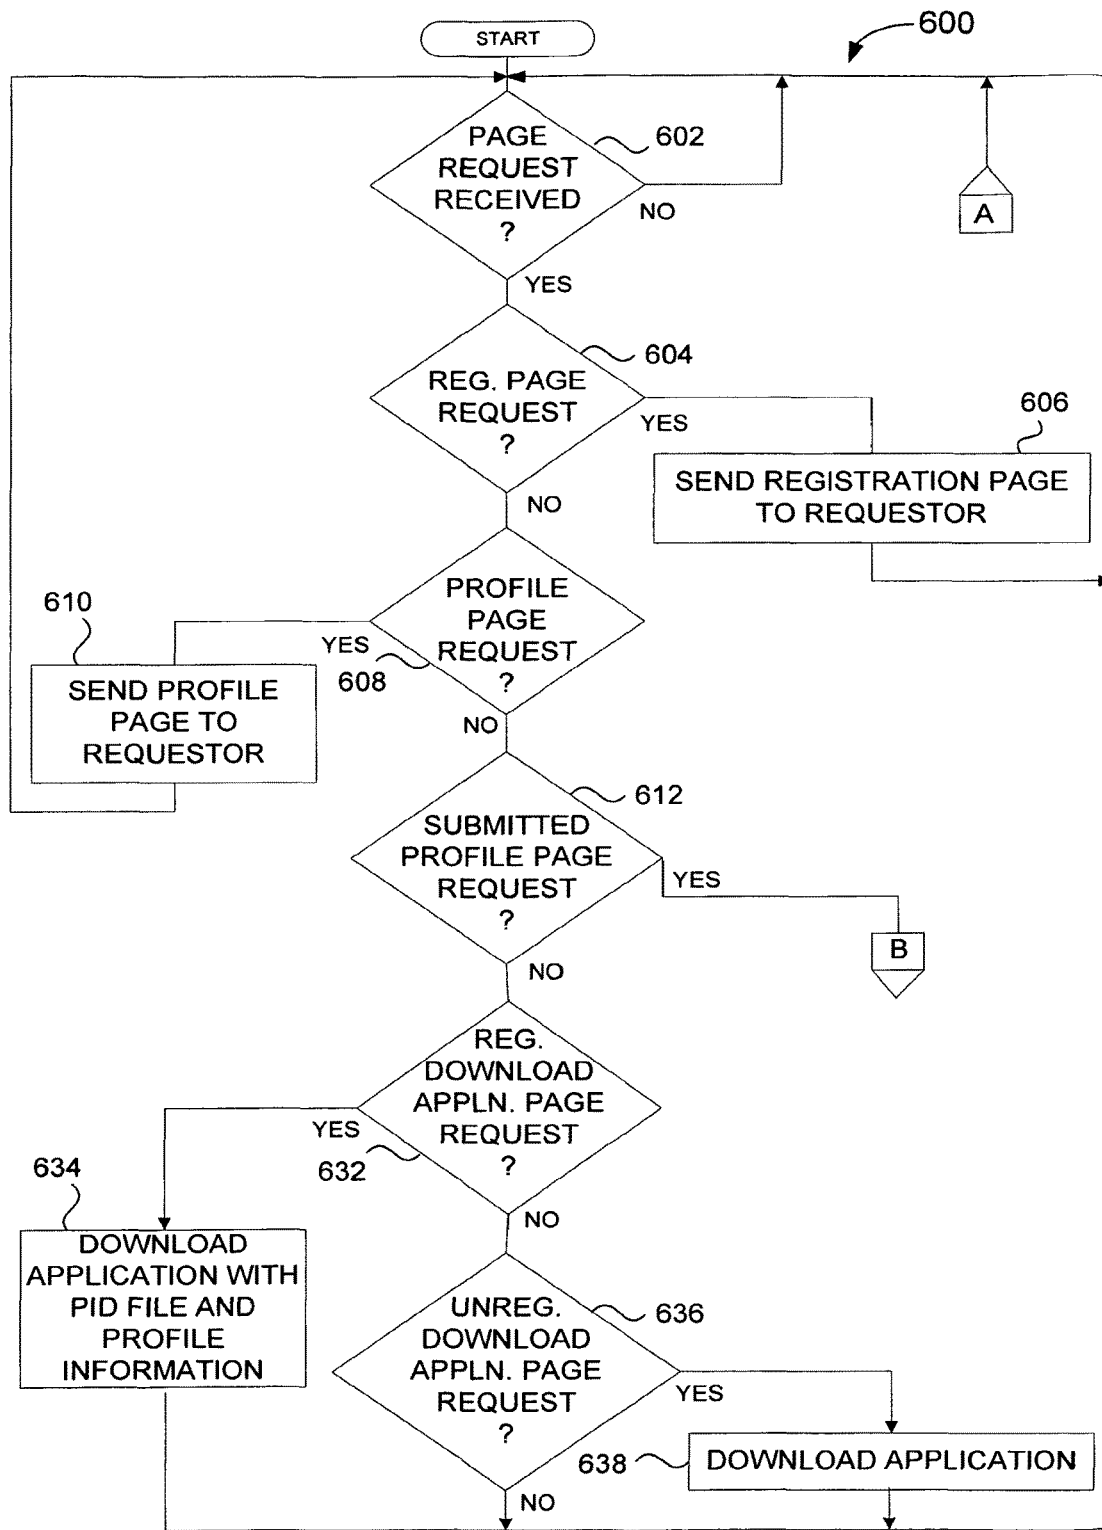 START
600
PAGE
REQUEST
RECEIVED
?
602
NO
A
YES
REG. PAGE
REQUEST
?
604
YES
606
SEND REGISTRATION PAGE
TO REQUESTOR
NO
PROFILE
PAGE
REQUEST
?
608
YES
610
SEND PROFILE
PAGE TO
REQUESTOR
NO
SUBMITTED
PROFILE PAGE
REQUEST
?
612
YES
B
NO
REG.
DOWNLOAD
APPLN. PAGE
REQUEST
?
YES
632
634
DOWNLOAD
APPLICATION WITH
PID FILE AND
PROFILE
INFORMATION
NO
UNREG.
DOWNLOAD
APPLN. PAGE
REQUEST
?
636
YES
638
DOWNLOAD APPLICATION
NO